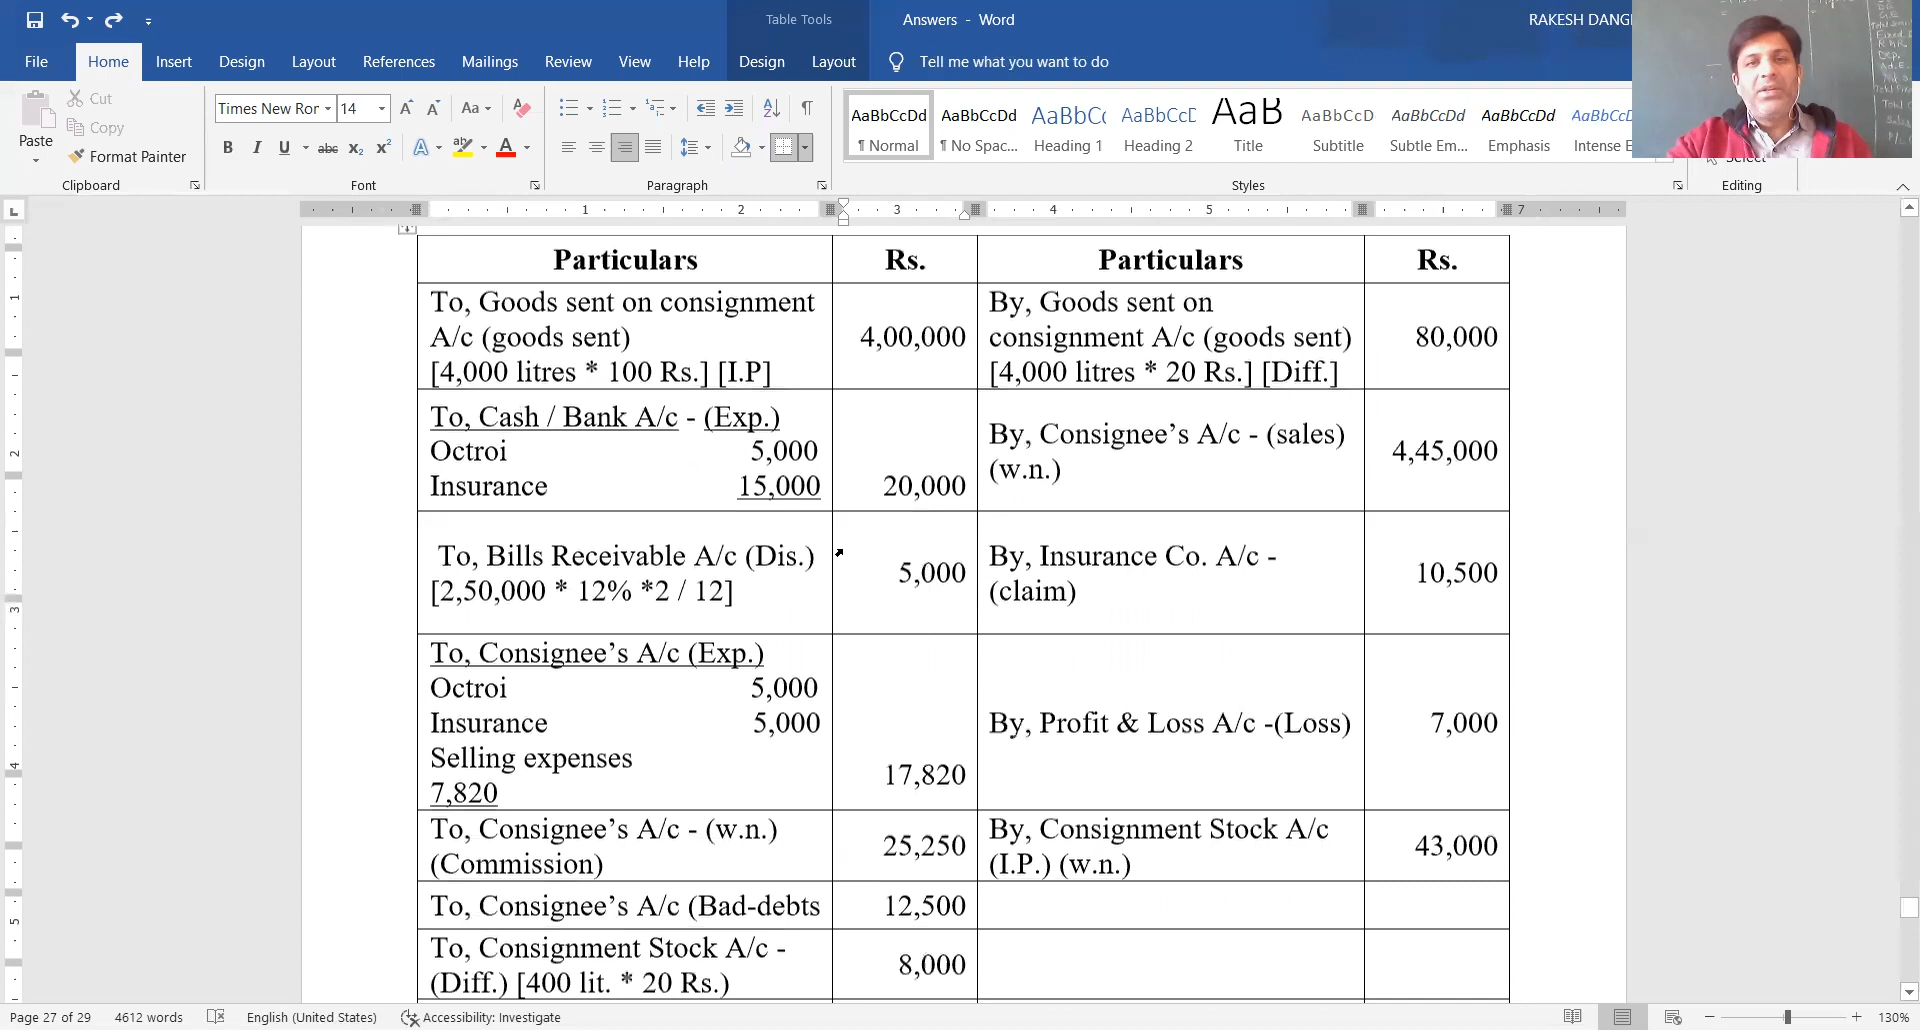 Table Tools
Answers - Word
File
Home
Insert
Design
Layout
References
Mailings
Review
View
Help
Design
Layout
Tell me what you want to do
Paste
Cut
Copy
Format Painter
Clipboard
Times New Ror
14
Aa
Font
Paragraph
AaBbCcDd
¶ Normal
AaBbCcDd
¶ No Spac...
AaBbCc
Heading 1
AaBbCcD
Heading 2
AaB
Title
AaBbCcD
Subtitle
AaBbCcDd
Subtle Em...
AaBbCcDd
Emphasis
AaBbCcD
Intense E
Styles
Select
Editing
1 2 3 4 5 7
Particulars Rs. Particulars Rs.
To, Goods sent on consignment
A/c (goods sent)
[4,000 litres * 100 Rs.] [I.P]
4,00,000
By, Goods sent on
consignment A/c (goods sent)
[4,000 litres * 20 Rs.] [Diff.]
80,000
To, Cash / Bank A/c - (Exp.)
Octroi 5,000
Insurance 15,000
20,000
By, Consignee’s A/c - (sales)
(w.n.)
4,45,000
To, Bills Receivable A/c (Dis.)
[2,50,000 * 12% *2 / 12]
5,000
By, Insurance Co. A/c -
(claim)
10,500
To, Consignee’s A/c (Exp.)
Octroi 5,000
Insurance 5,000
Selling expenses
7,820
17,820
By, Profit & Loss A/c -(Loss)
7,000
To, Consignee’s A/c - (w.n.)
(Commission)
25,250
By, Consignment Stock A/c
(I.P.) (w.n.)
43,000
To, Consignee’s A/c (Bad-debts
12,500
To, Consignment Stock A/c -
(Diff.) [400 lit. * 20 Rs.)
8,000
Page 27 of 29
4612 words
English (United States)
Accessibility: Investigate
130%